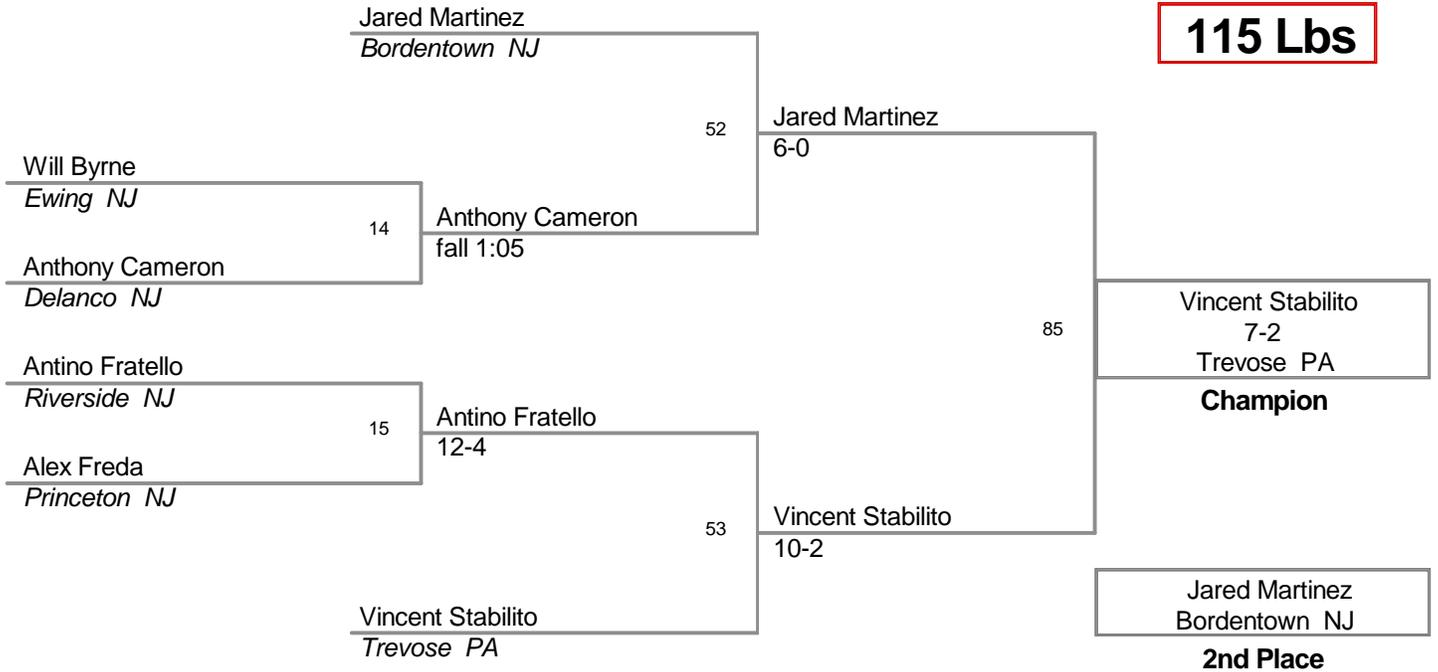 Jared Martinez
Bordentown NJ
115 Lbs
52
Jared Martinez
6-0
Will Byrne
Ewing NJ
14
Anthony Cameron
fall 1:05
Anthony Cameron
Delanco NJ
85
Vincent Stabilito
7-2
Trevose PA
Champion
Antino Fratello
Riverside NJ
15
Antino Fratello
12-4
Alex Freda
Princeton NJ
53
Vincent Stabilito
10-2
Vincent Stabilito
Trevose PA
Jared Martinez
Bordentown NJ
2nd Place